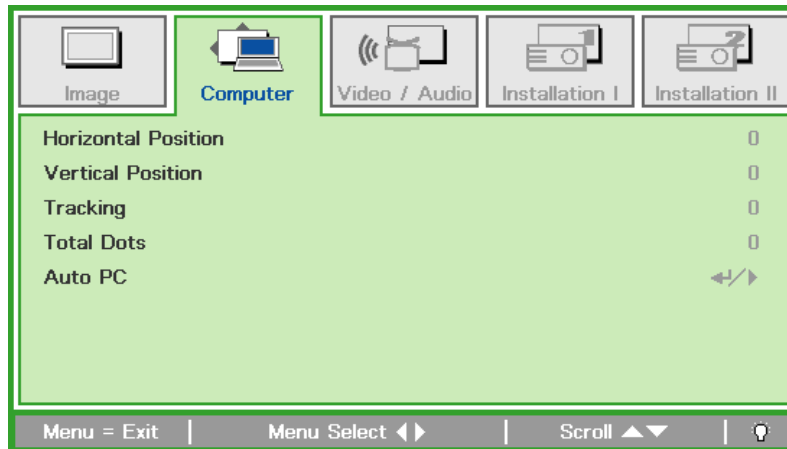 Image Computer Video / Audio Installation I Installation II
Horizontal Position 0
Vertical Position 0
Tracking 0
Total Dots 0
Auto PC /
Menu = Exit | Menu Select | Scroll |